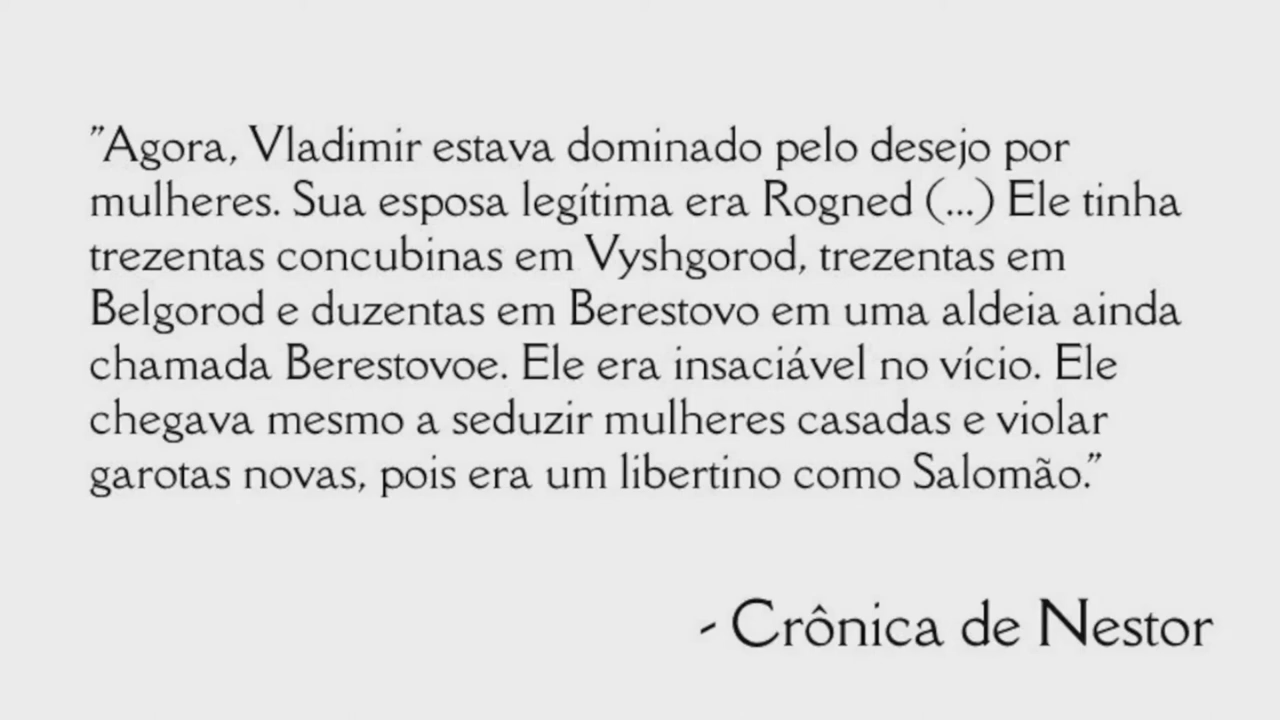 "Agora, Vladimir estava dominado pelo desejo por
mulheres. Sua esposa legítima era Rogned (...) Ele tinha
trezentas concubinas em Vyshgorod, trezentas em
Belgorod e duzentas em Berestovo em uma aldeia ainda
chamada Berestovoe. Ele era insaciável no vício. Ele
chegava mesmo a seduzir mulheres casadas e violar
garotas novas, pois era um libertino como Salomão."
- Crônica de Nestor